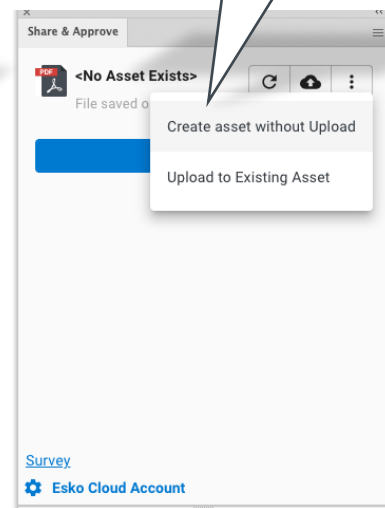 Share & Approve
PDF
<No Asset Exists>
File saved o
Create asset without Upload
Upload to Existing Asset
Survey
Esko Cloud Account